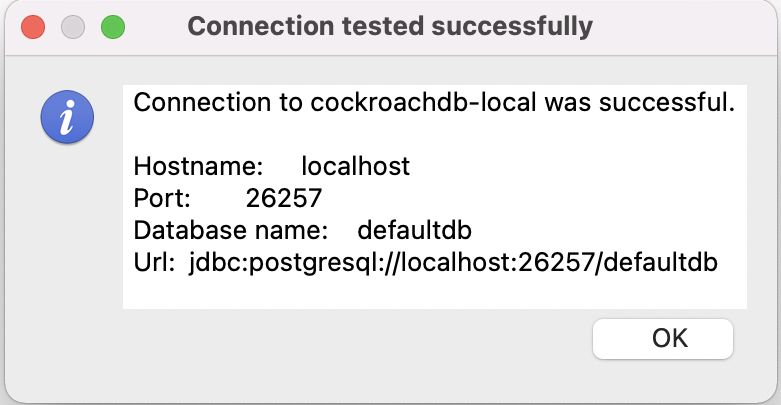 Connection tested successfully
Connection to cockroachdb-local was successful.
Hostname: localhost
Port: 26257
Database name: defaultdb
Url: jdbc:postgresql://localhost:26257/defaultdb
OK